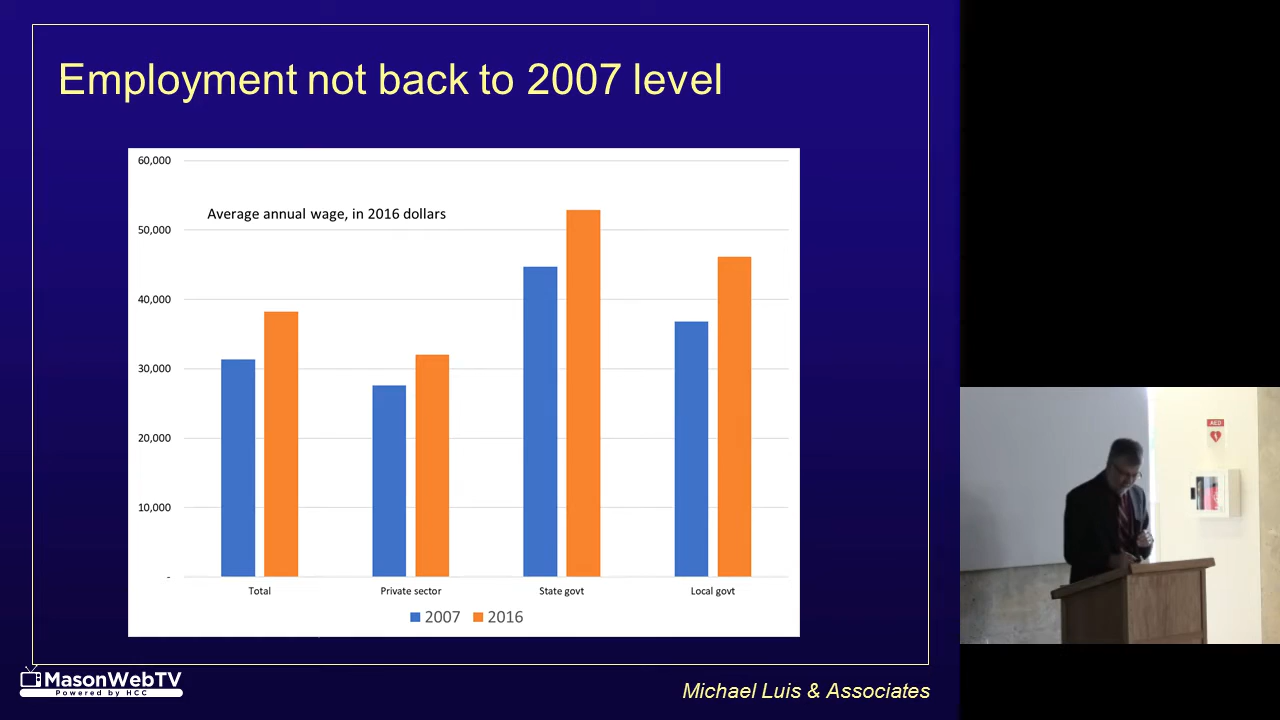 Employment not back to 2007 level
60,000
Average annual wage, in 2016 dollars
50,000
40,000
30,000
20,000
10,000
-
Total Private sector State govt Local govt
2007 2016
MasonWebTV
Powered by HCC
Michael Luis & Associates
AED